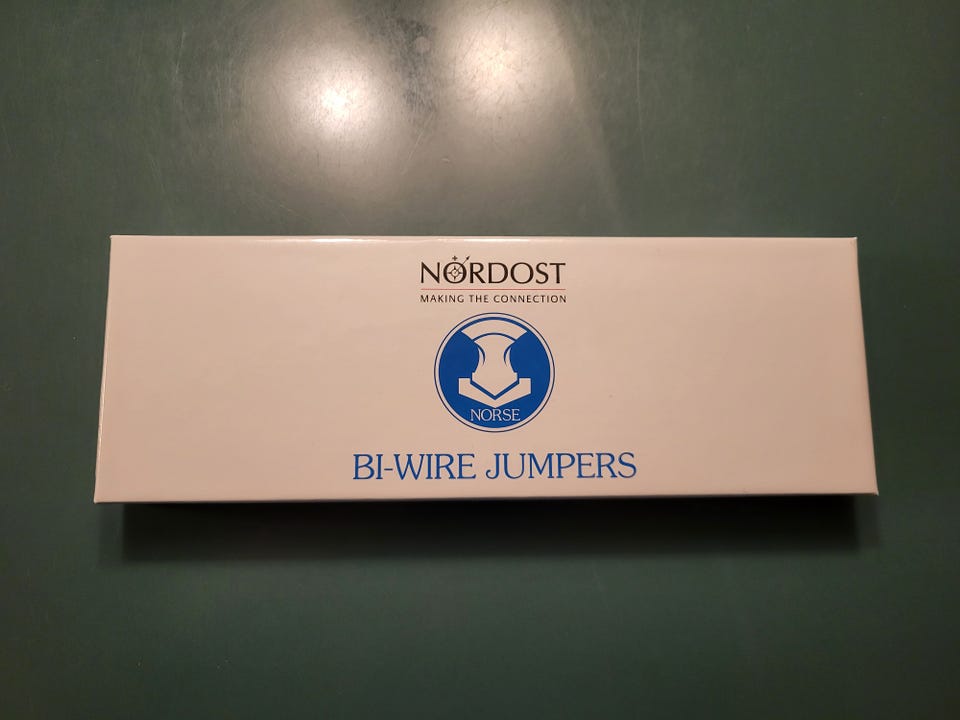 NORDOST
MAKING THE CONNECTION
NORSE
BI-WIRE JUMPERS